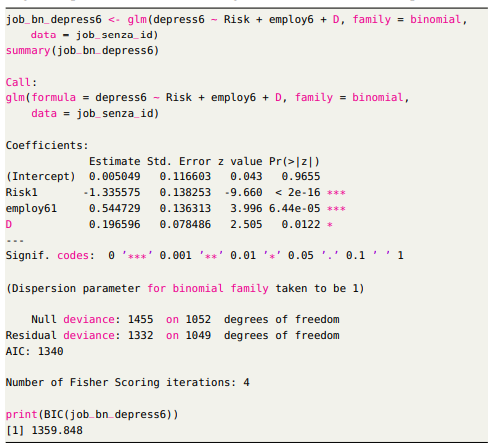 job_bn_depress6 <- glm(depress6 ~ Risk + employ6 + D, family = binomial,
    data = job_senza_id)
summary(job_bn_depress6)

Call:
glm(formula = depress6 ~ Risk + employ6 + D, family = binomial,
    data = job_senza_id)

Coefficients:
            Estimate Std. Error z value Pr(>|z|)
(Intercept)  0.005049   0.116603   0.043   0.9655
Risk1       -1.335575   0.138253  -9.660  < 2e-16 ***
employ61     0.544729   0.136313   3.996 6.44e-05 ***
D            0.196596   0.078486   2.505   0.0122 *
---
Signif. codes:  0 '***' 0.001 '**' 0.01 '*' 0.05 '.' 0.1 ' ' 1

(Dispersion parameter for binomial family taken to be 1)

    Null deviance: 1455  on 1052  degrees of freedom
Residual deviance: 1332  on 1049  degrees of freedom
AIC: 1340

Number of Fisher Scoring iterations: 4

print(BIC(job_bn_depress6))
[1] 1359.848